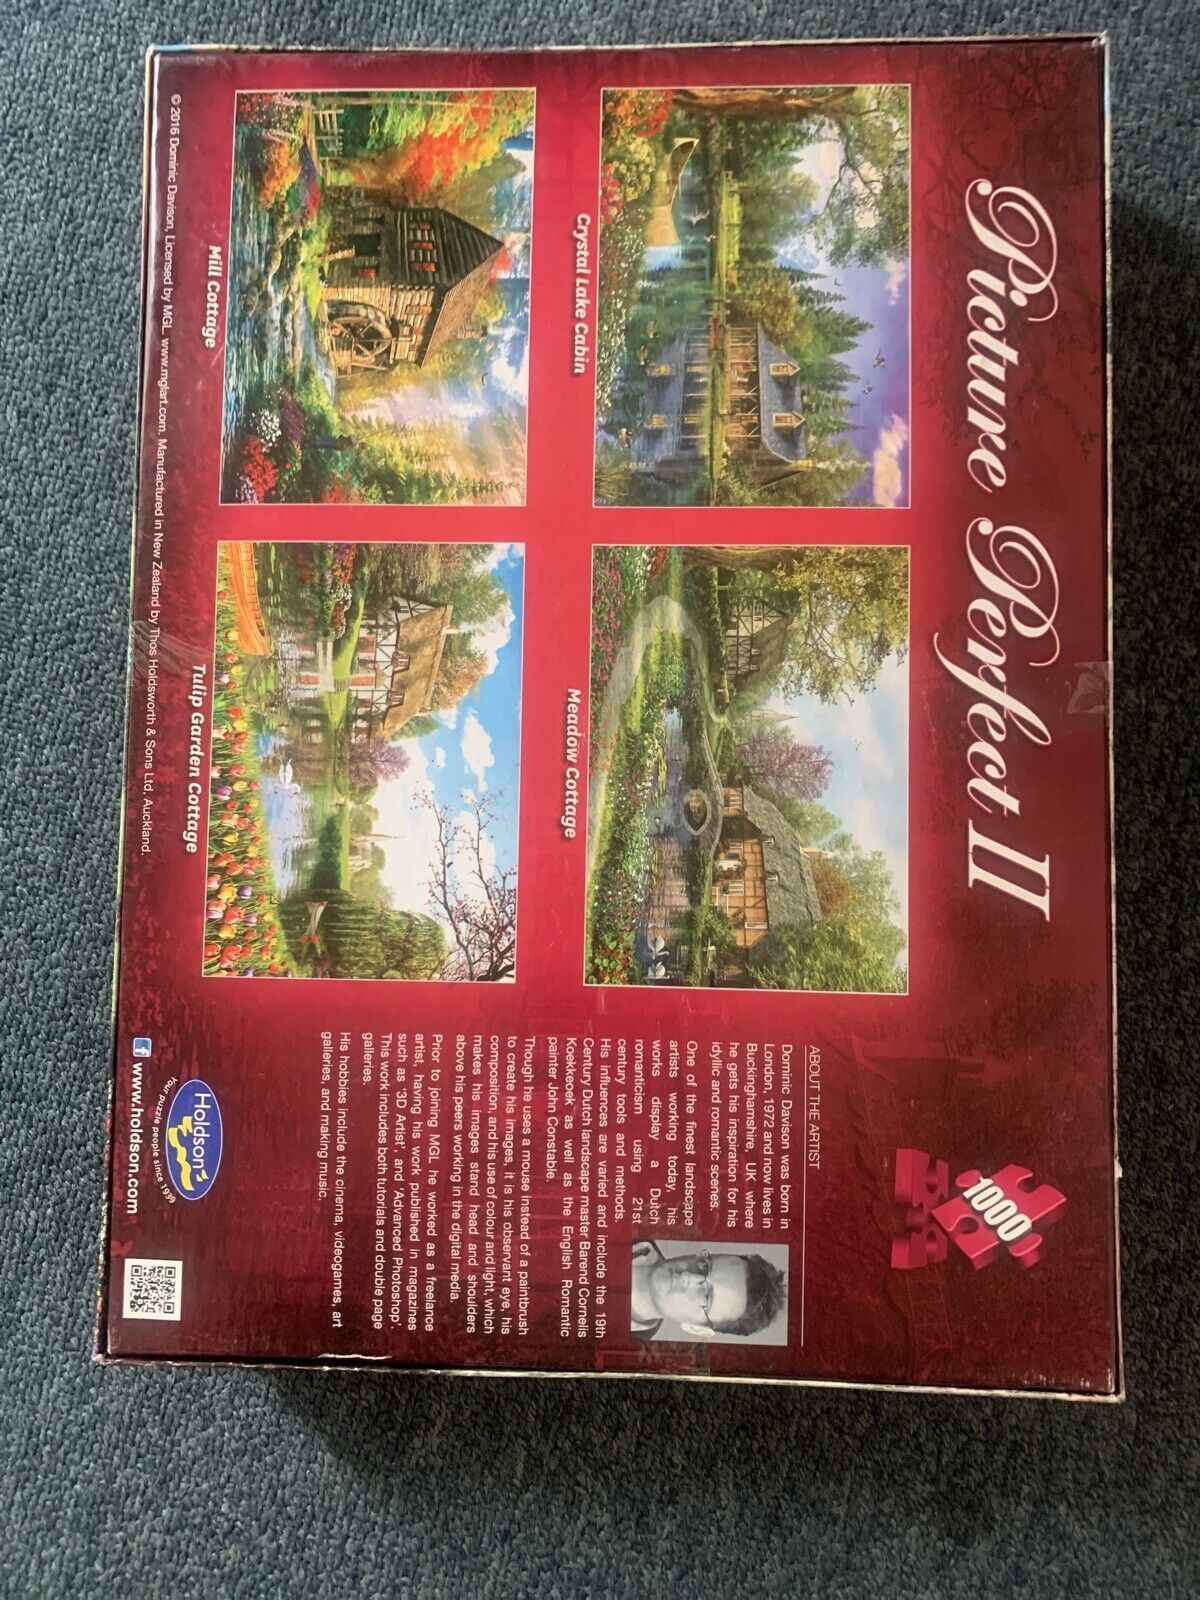 Picture Perfect II
1000
Crystal Lake Cabin
Meadow Cottage
Mill Cottage
Tulip Garden Cottage
ABOUT THE ARTIST
Dominic Davison was born in
London, 1972 and now lives in
Buckinghamshire, UK where
he gets his inspiration for his
idyllic and romantic scenes.
One of the finest landscape
artists working today, his
works display a Dutch
romanticism using 21st
century tools and methods.
His influences are varied and include the 19th
Century Dutch landscape master Barend Cornelis
Koekkeoek as well as the English Romantic
painter John Constable.
Though he uses a mouse instead of a paintbrush
to create his images, it is his observant eye, his
composition, and his use of colour and light, which
makes his images stand head and shoulders
above his peers working in the digital media.
Prior to joining MGL he worked as a freelance
artist, having his work published in magazines
such as '3D Artist', and 'Advanced Photoshop'.
This work includes both tutorials and double page
galleries.
His hobbies include the cinema, videogames, art
galleries, and making music.
Holdson
Your puzzle people since 1939
f www.holdson.com
© 2016 Dominic Davison, Licensed by MGL www.mglart.com. Manufactured in New Zealand by Thos Holdsworth & Sons Ltd, Auckland.